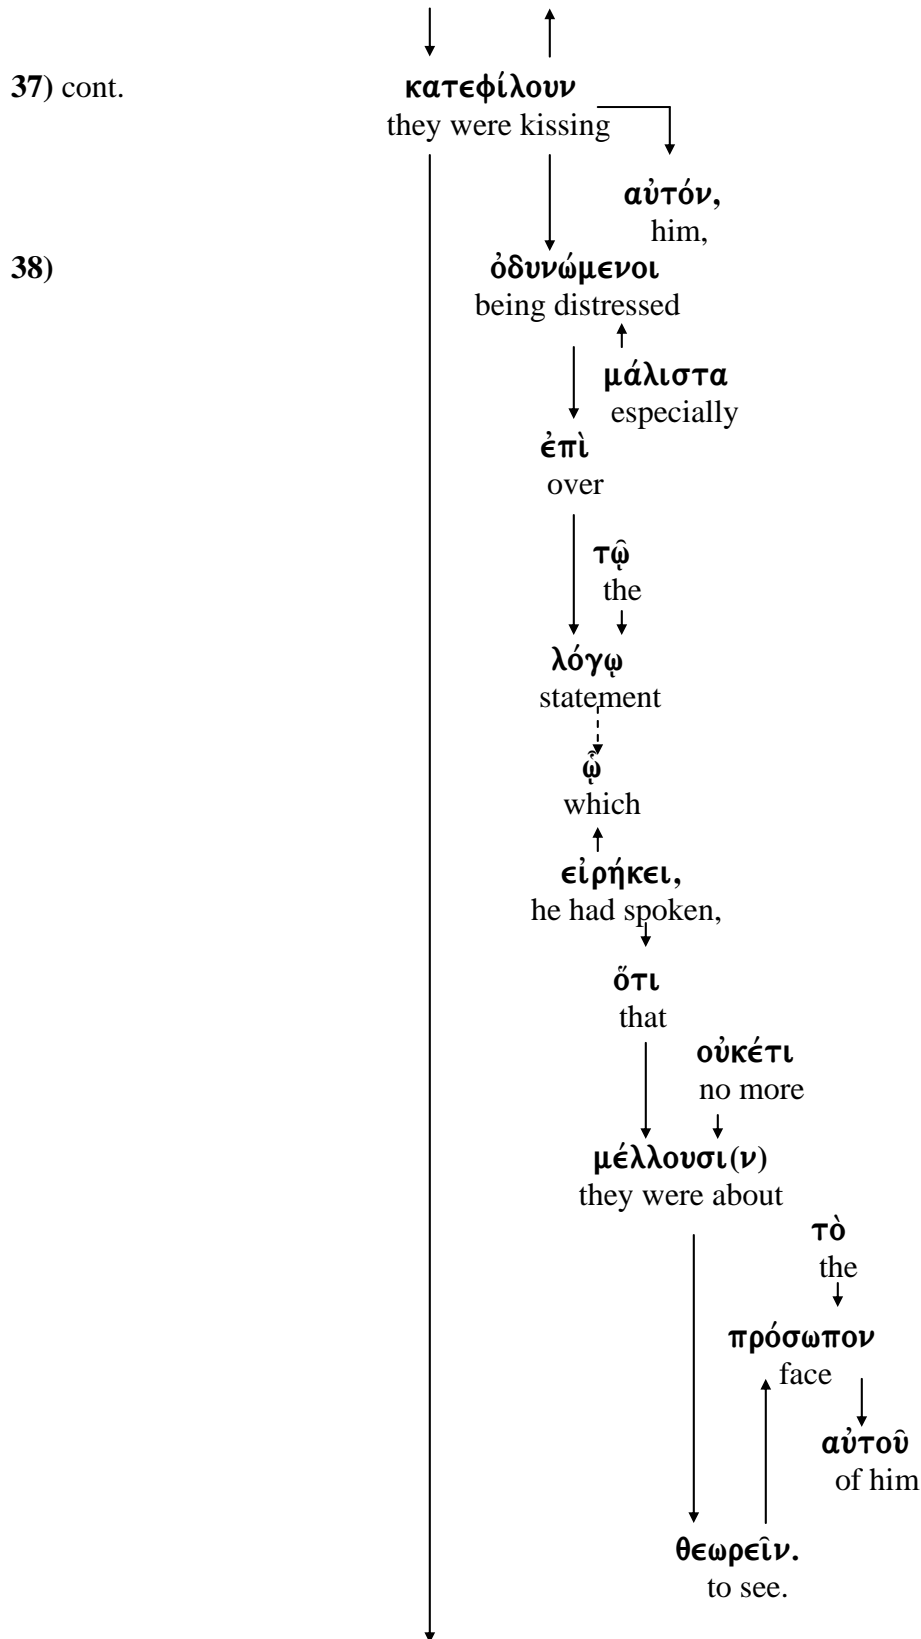 37) cont.
κατεφίλουν
they were kissing
αὐτόν,
him,
38)
ὀδυνώμενοι
being distressed
μάλιστα
especially
ἐπὶ
over
τῷ
the
λόγῳ
statement
ᾧ
which
εἰρήκει,
he had spoken,
ὅτι
that
οὐκέτι
no more
μέλλουσι(ν)
they were about
τὸ
the
πρόσωπον
face
αὐτοῦ
of him
θεωρεῖν.
to see.